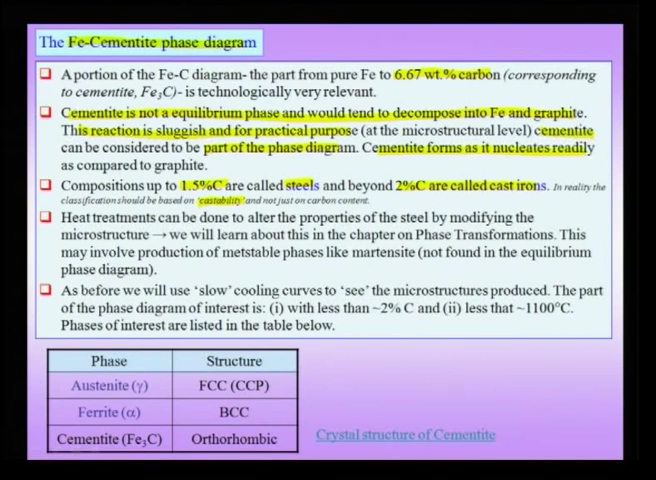 The Fe-Cementite phase diagram
A portion of the Fe-C diagram- the part from pure Fe to 6.67 wt.% carbon (corresponding
to cementite, Fe3C)- is technologically very relevant.
Cementite is not a equilibrium phase and would tend to decompose into Fe and graphite.
This reaction is sluggish and for practical purpose (at the microstructural level) cementite
can be considered to be part of the phase diagram. Cementite forms as it nucleates readily
as compared to graphite.
Compositions up to 1.5%C are called steels and beyond 2%C are called cast irons. In reality the
classification should be based on 'castability' and not just on carbon content.
Heat treatments can be done to alter the properties of the steel by modifying the
microstructure → we will learn about this in the chapter on Phase Transformations. This
may involve production of metstable phases like martensite (not found in the equilibrium
phase diagram).
As before we will use 'slow' cooling curves to 'see' the microstructures produced. The part
of the phase diagram of interest is: (i) with less than ~2% C and (ii) less that ~1100°C.
Phases of interest are listed in the table below.
Phase Structure
Austenite (γ) FCC (CCP)
Ferrite (α) BCC
Cementite (Fe3C) Orthorhombic
Crystal structure of Cementite